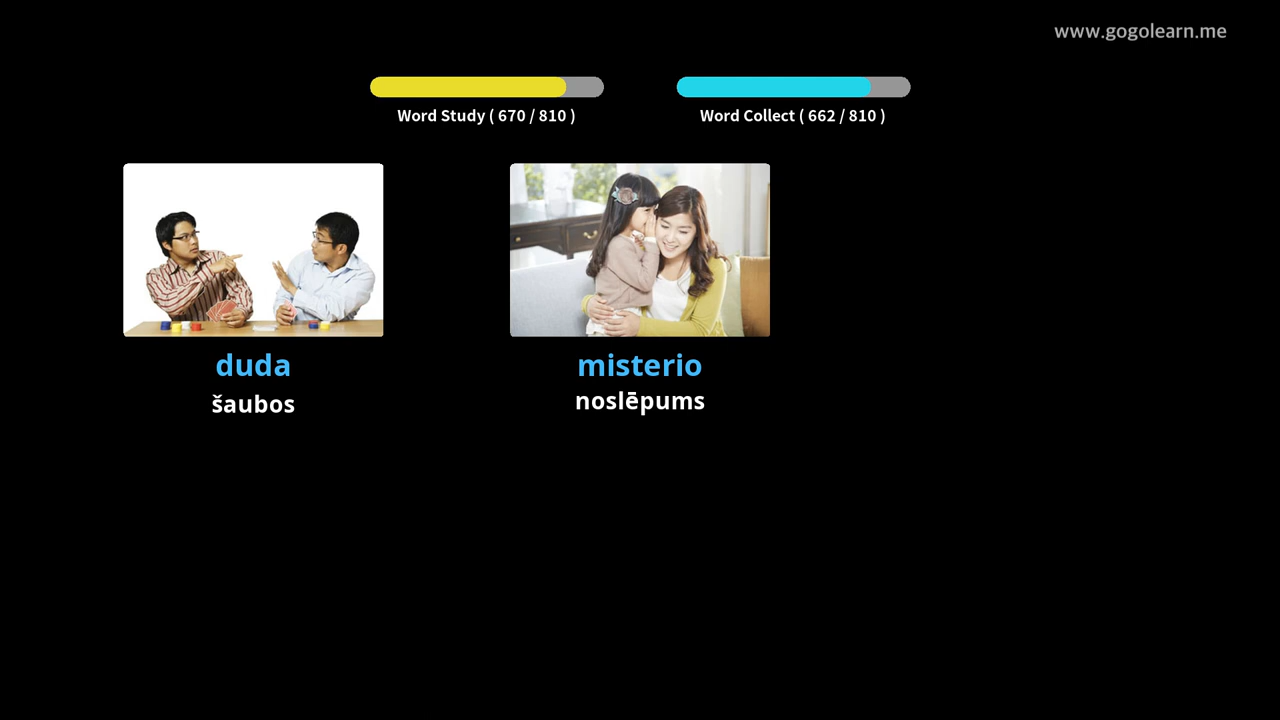 www.gogolearn.me
Word Study ( 670 / 810 )
Word Collect ( 662 / 810 )
duda
šaubos
misterio
noslēpums